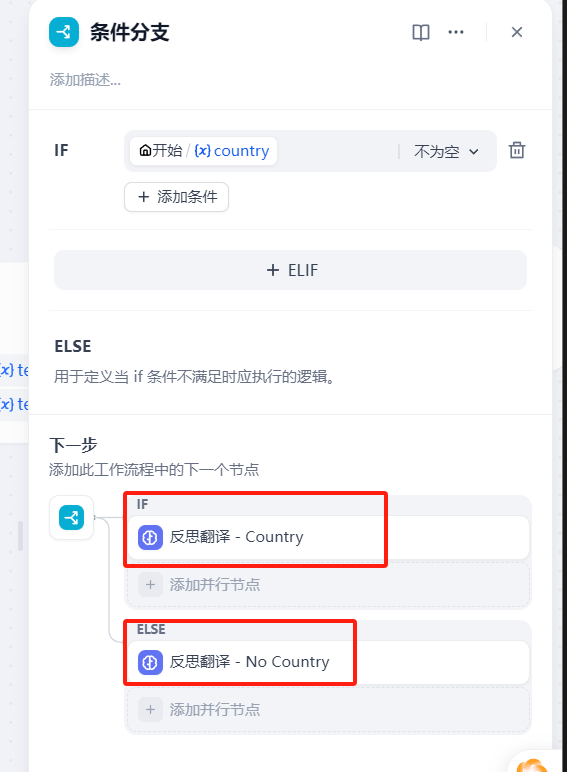 条件分支
添加描述...
IF
开始 / {x} country
不为空
+ 添加条件
+ ELIF
ELSE
用于定义当 if 条件不满足时应执行的逻辑。
{x} te
{x} te
下一步
添加此工作流程中的下一个节点
IF
反思翻译 - Country
+ 添加并行节点
ELSE
反思翻译 - No Country
+ 添加并行节点